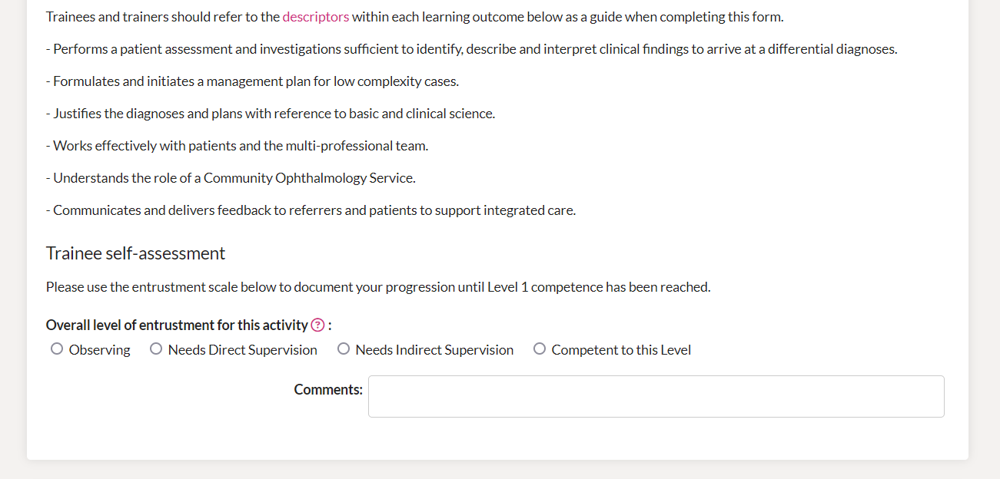 Trainees and trainers should refer to the descriptors within each learning outcome below as a guide when completing this form.
- Performs a patient assessment and investigations sufficient to identify, describe and interpret clinical findings to arrive at a differential diagnoses.
- Formulates and initiates a management plan for low complexity cases.
- Justifies the diagnoses and plans with reference to basic and clinical science.
- Works effectively with patients and the multi-professional team.
- Understands the role of a Community Ophthalmology Service.
- Communicates and delivers feedback to referrers and patients to support integrated care.
Trainee self-assessment
Please use the entrustment scale below to document your progression until Level 1 competence has been reached.
Overall level of entrustment for this activity ? :
Observing Needs Direct Supervision Needs Indirect Supervision Competent to this Level
Comments: